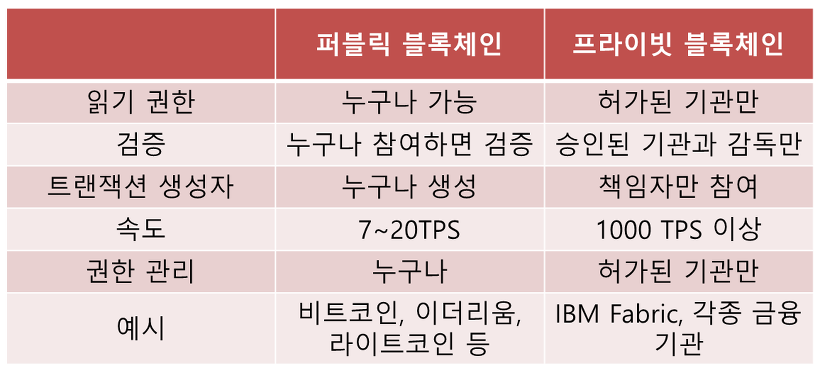 퍼블릭 블록체인 프라이빗 블록체인
읽기 권한 누구나 가능 허가된 기관만
검증 누구나 참여하면 검증 승인된 기관과 감독만
트랜잭션 생성자 누구나 생성 책임자만 참여
속도 7~20TPS 1000 TPS 이상
권한 관리 누구나 허가된 기관만
예시 비트코인, 이더리움, IBM Fabric, 각종 금융
라이트코인 등 기관